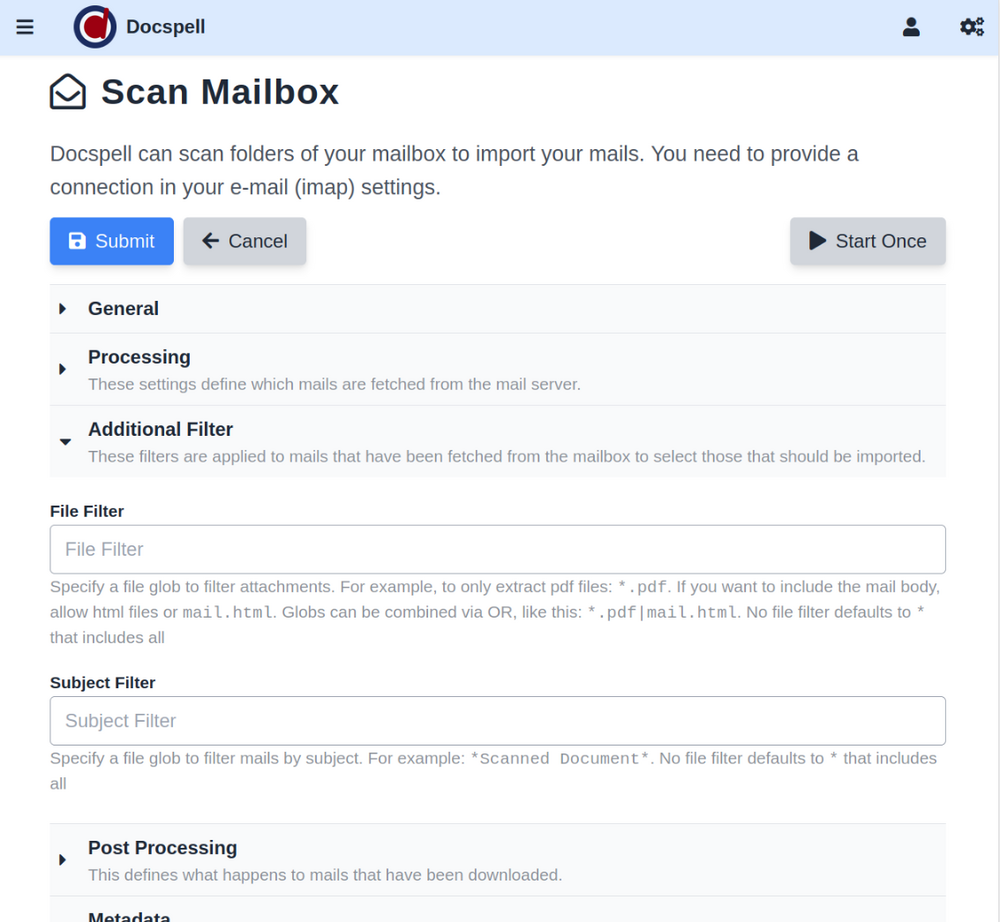 Docspell
Scan Mailbox
Docspell can scan folders of your mailbox to import your mails. You need to provide a
connection in your e-mail (imap) settings.
Submit
Cancel
Start Once
General
Processing
These settings define which mails are fetched from the mail server.
Additional Filter
These filters are applied to mails that have been fetched from the mailbox to select those that should be imported.
File Filter
File Filter
Specify a file glob to filter attachments. For example, to only extract pdf files: *.pdf. If you want to include the mail body,
allow html files or mail.html. Globs can be combined via OR, like this: *.pdf|mail.html. No file filter defaults to *
that includes all
Subject Filter
Subject Filter
Specify a file glob to filter mails by subject. For example: *Scanned Document*. No file filter defaults to * that includes
all
Post Processing
This defines what happens to mails that have been downloaded.
Metadata